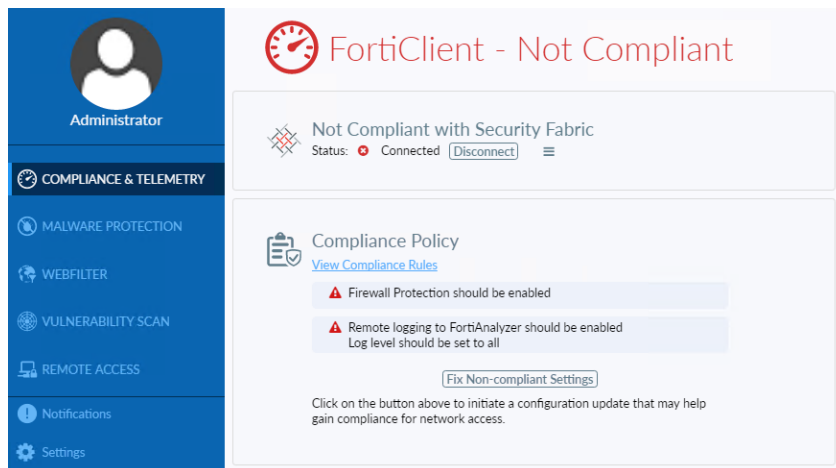 Administrator
COMPLIANCE & TELEMETRY
MALWARE PROTECTION
WEBFILTER
VULNERABILITY SCAN
REMOTE ACCESS
Notifications
Settings
FortiClient - Not Compliant
Not Compliant with Security Fabric
Status: Connected Disconnect
Compliance Policy
View Compliance Rules
Firewall Protection should be enabled
Remote logging to FortiAnalyzer should be enabled
Log level should be set to all
Fix Non-compliant Settings
Click on the button above to initiate a configuration update that may help
gain compliance for network access.